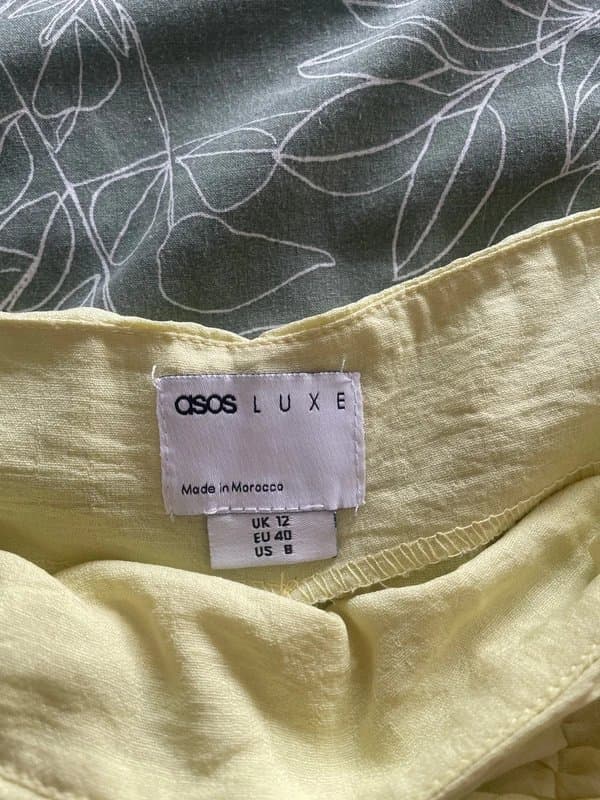 asos LUXE
Made in Morocco
UK 12
EU 40
US 8